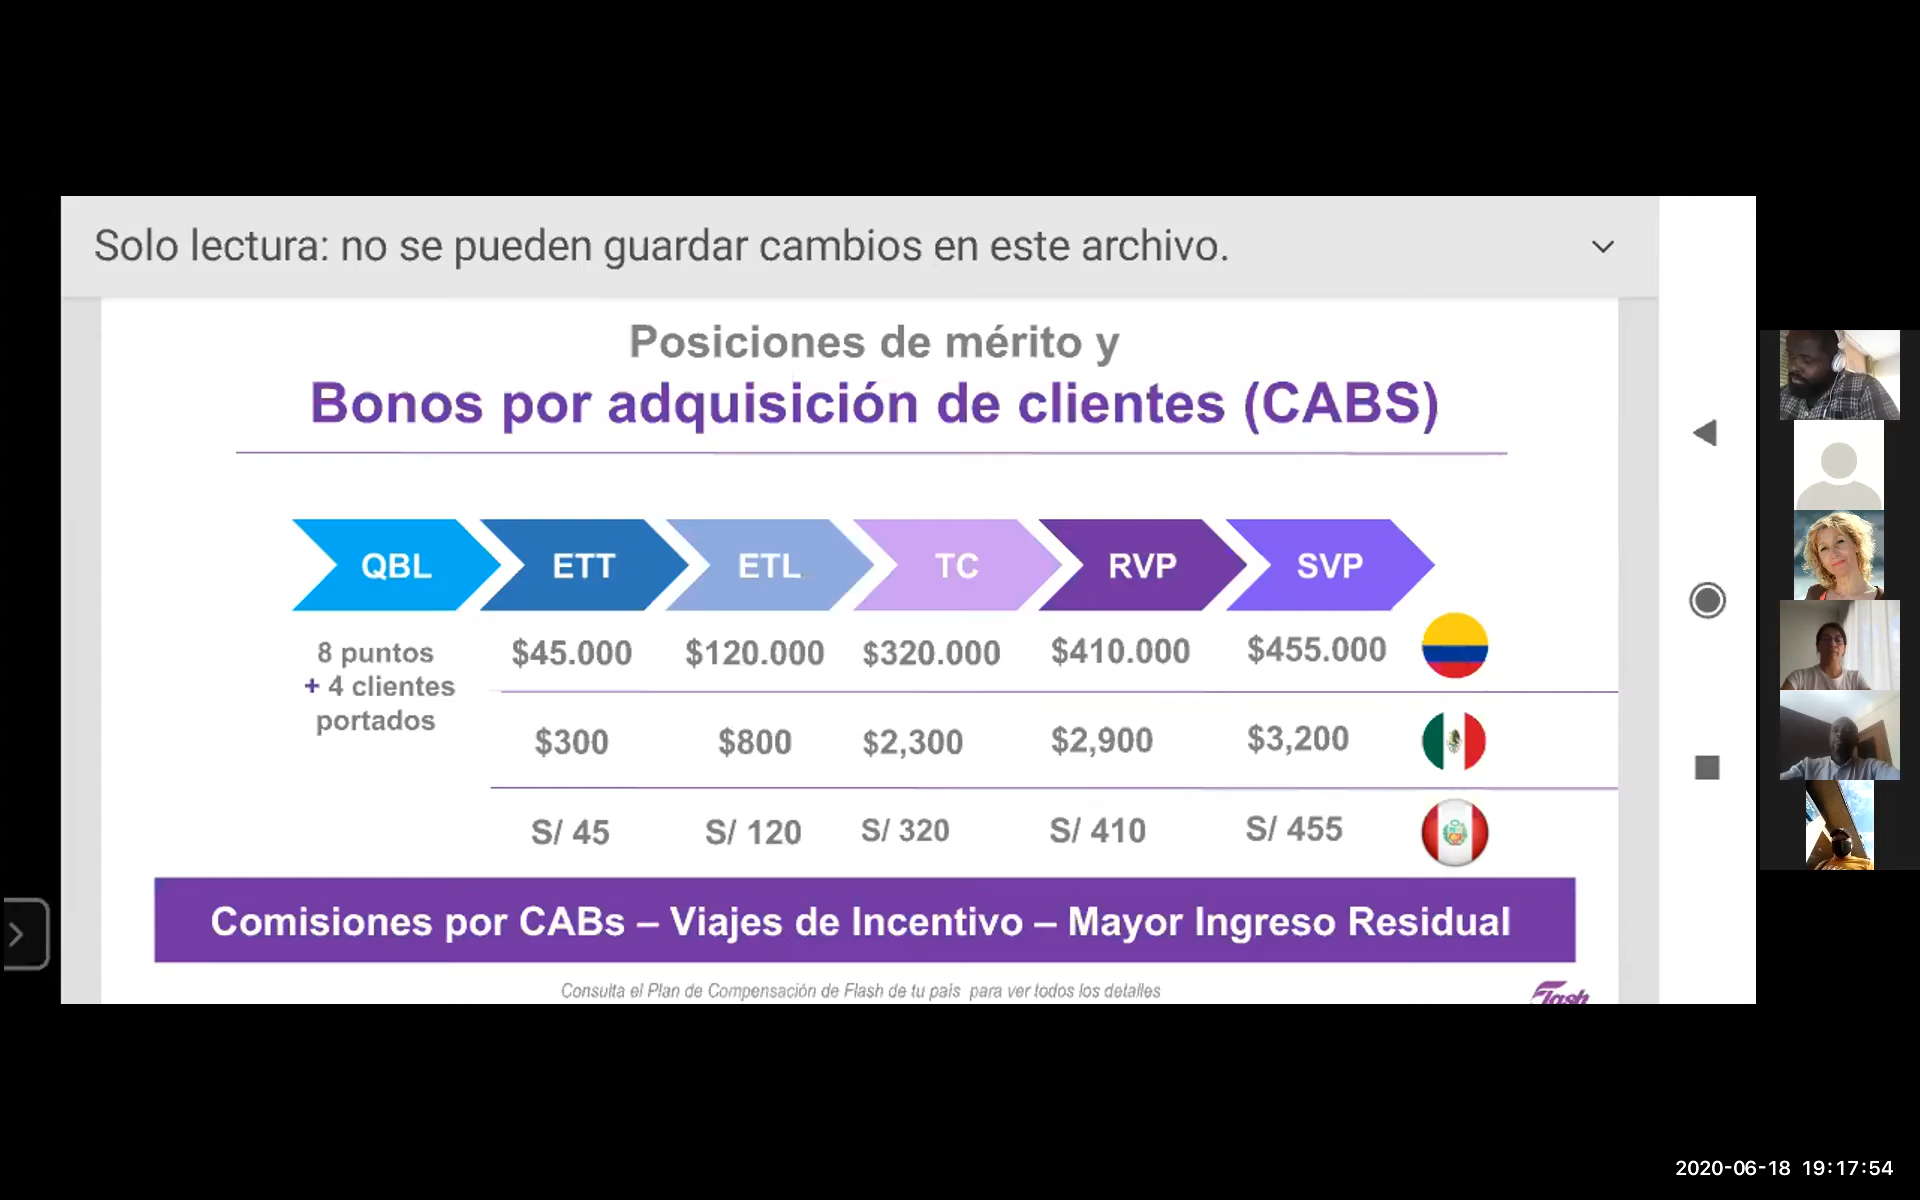 Solo lectura: no se pueden guardar cambios en este archivo.
Posiciones de mérito y
Bonos por adquisición de clientes (CABS)
QBL ETT ETL TC RVP SVP
8 puntos
+ 4 clientes
portados
$45.000 $120.000 $320.000 $410.000 $455.000
$300 $800 $2,300 $2,900 $3,200
S/ 45 S/ 120 S/ 320 S/ 410 S/ 455
Comisiones por CABs – Viajes de Incentivo – Mayor Ingreso Residual
Consulta el Plan de Compensación de Flash de tu país para ver todos los detalles
Flash
2020-06-18 19:17:54